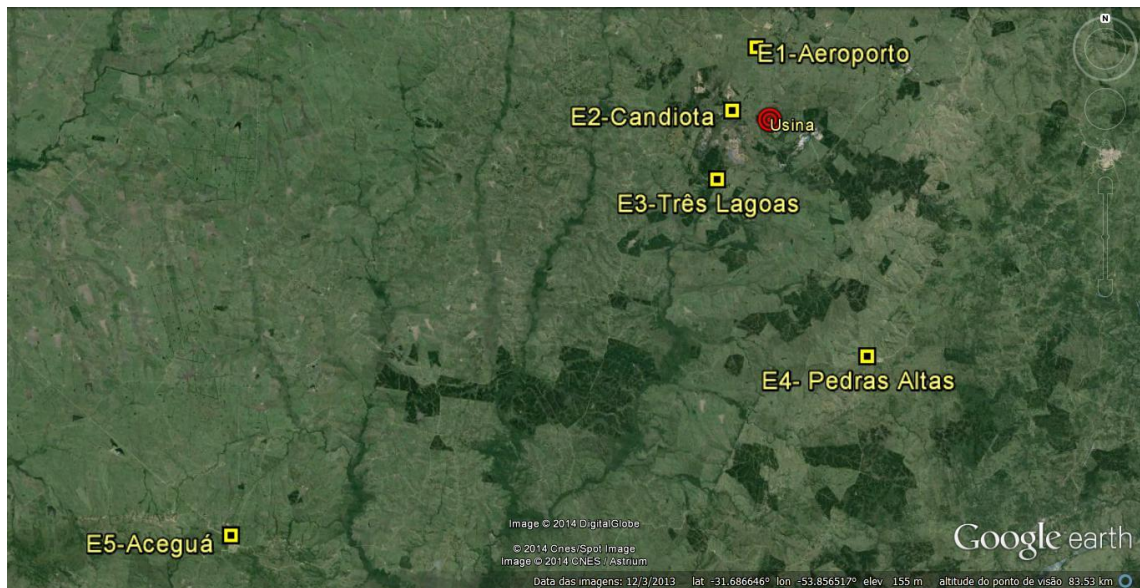 N
E1-Aeroporto
E2-Candiota
Usina
E3-Três Lagoas
E4- Pedras Altas
E5-Aceguá
Image © 2014 DigitalGlobe
© 2014 Cnes/Spot Image
Image © 2014 CNES / Astrium
Google earth
Data das imagens: 12/3/2013 lat -31.686646° lon -53.856517° elev 155 m altitude do ponto de visão 83.53 km